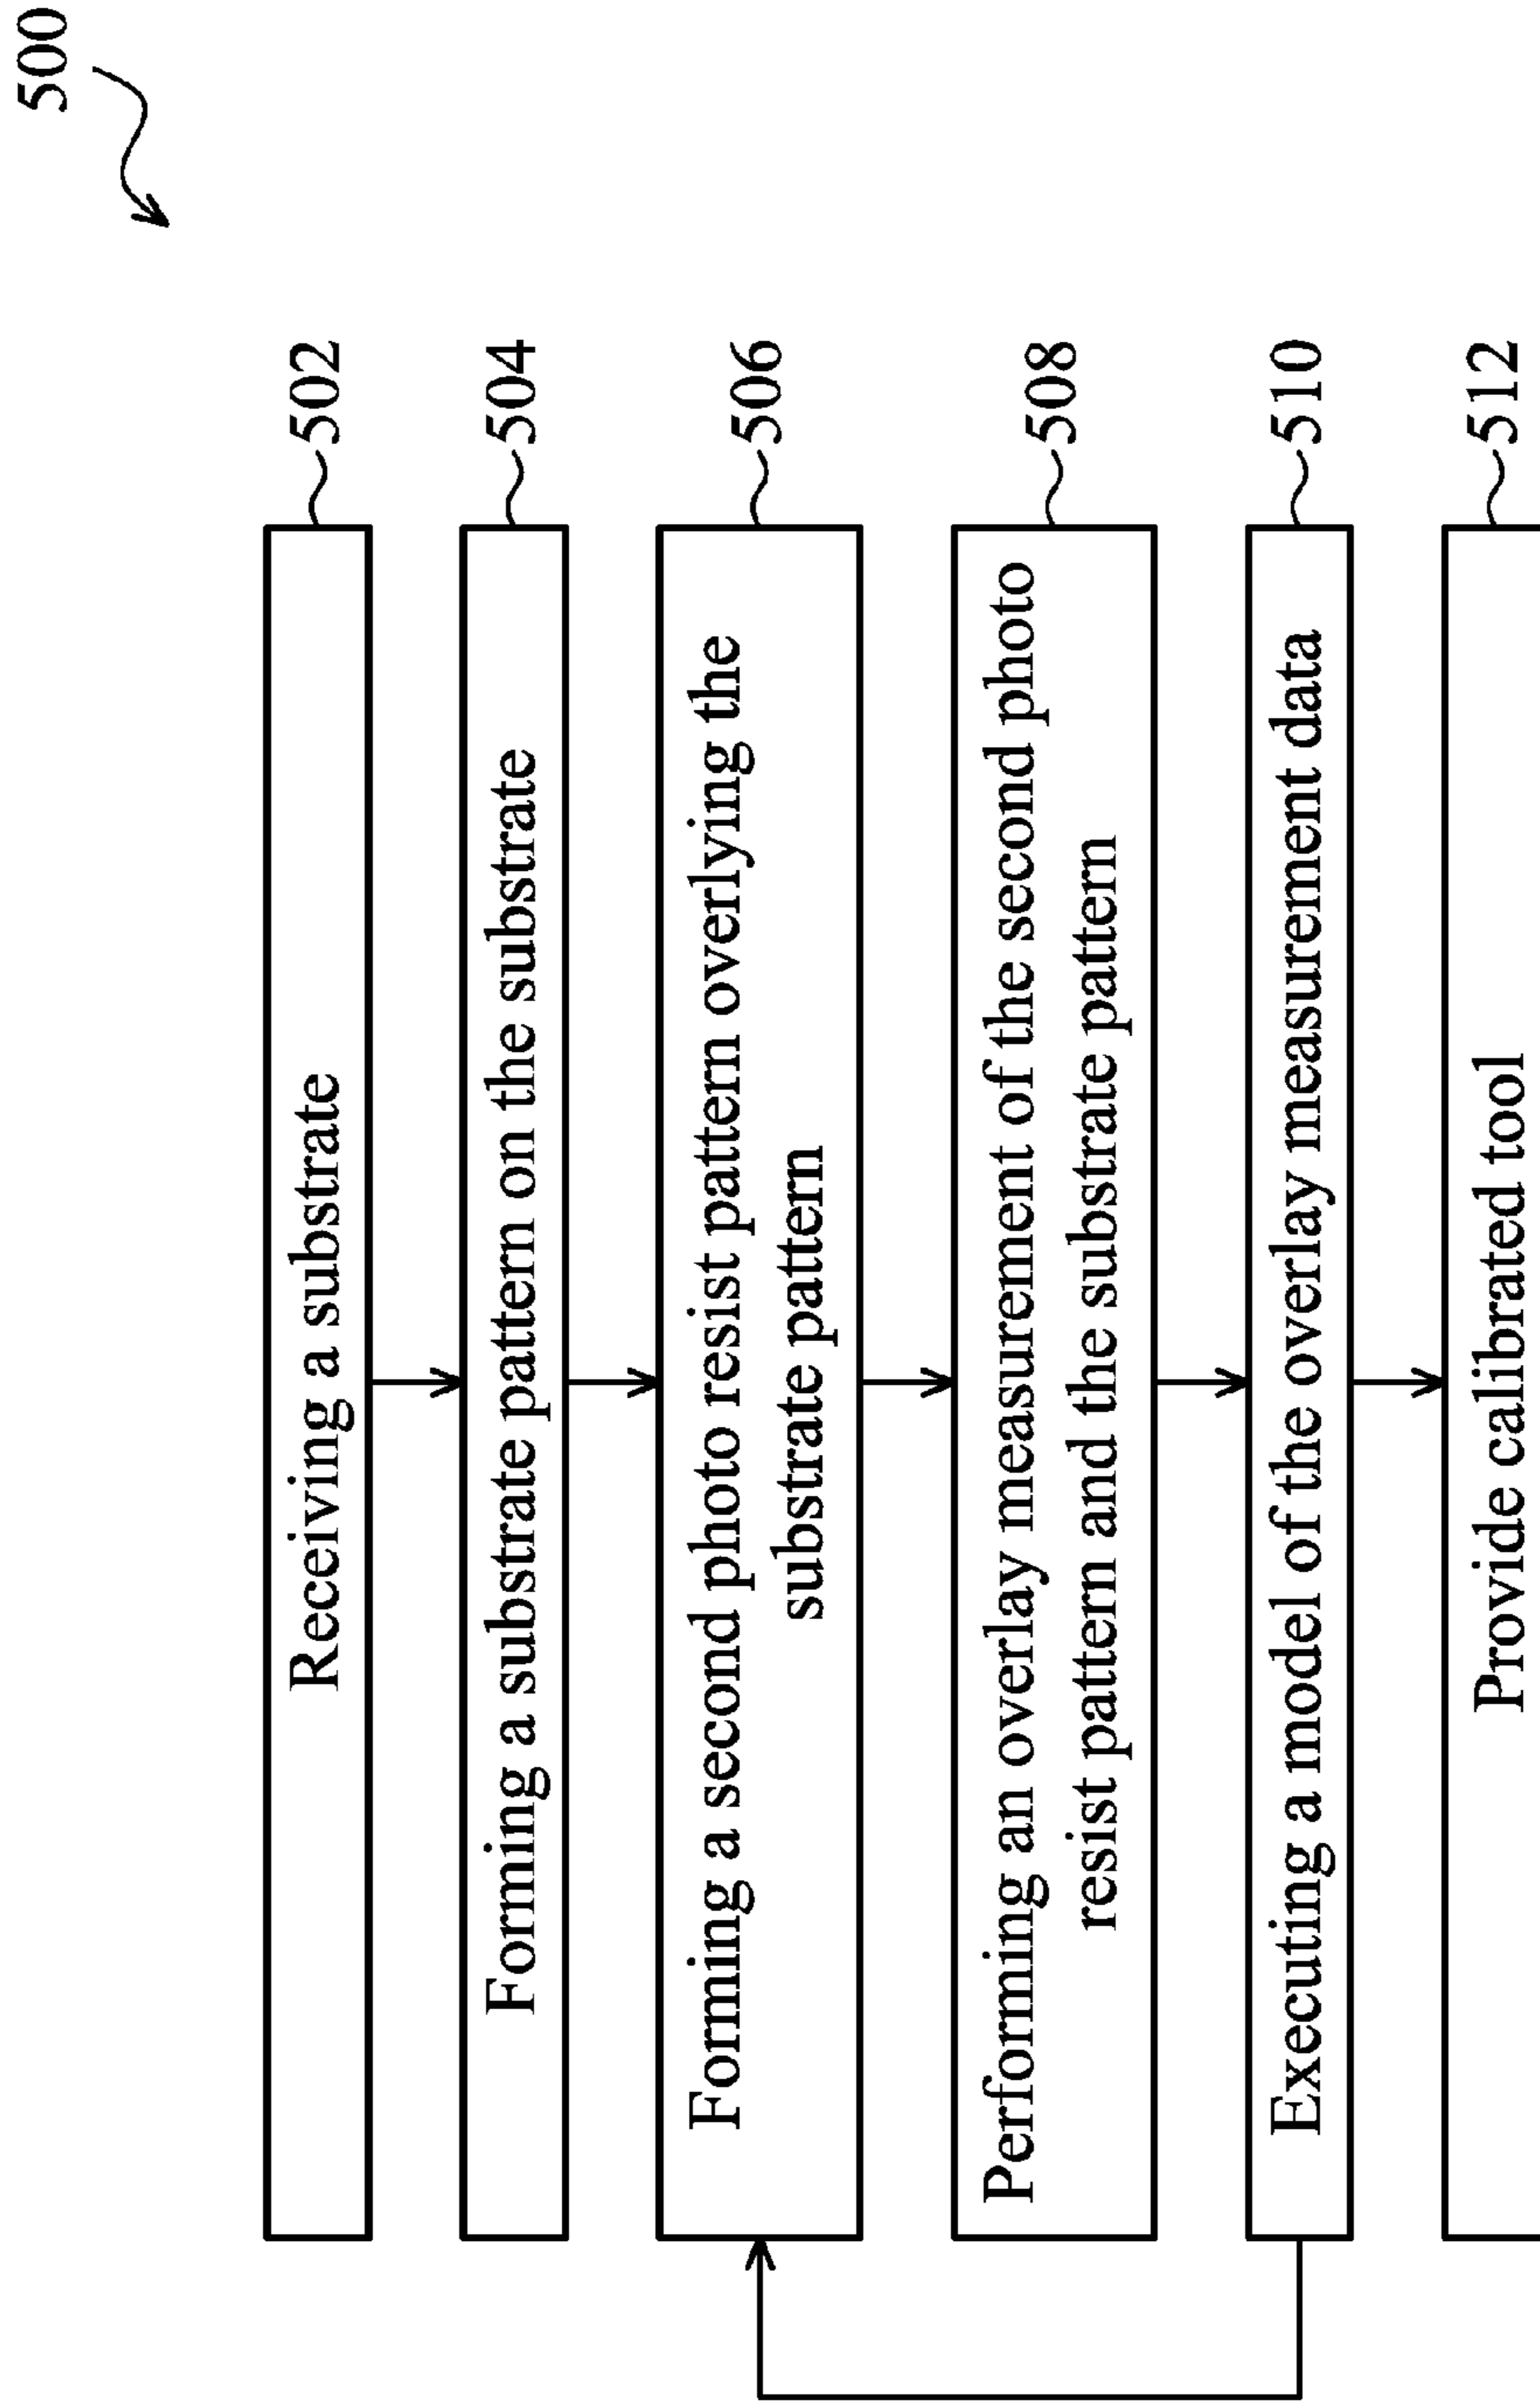 500
Receiving a substrate
502
Forming a substrate pattern on the substrate
504
Forming a second photo resist pattern overlying the
substrate pattern
506
Performing an overlay measurement of the second photo
resist pattern and the substrate pattern
508
Executing a model of the overlay measurement data
510
Provide calibrated tool
512